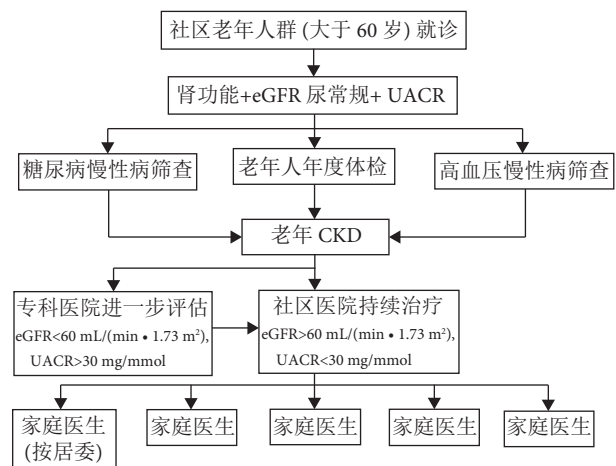 社区老年人群 (大于 60 岁) 就诊
肾功能+eGFR 尿常规+ UACR
糖尿病慢性病筛查
老年人年度体检
高血压慢性病筛查
老年 CKD
专科医院进一步评估
eGFR<60 mL/(min • 1.73 m²),
UACR>30 mg/mmol
社区医院持续治疗
eGFR>60 mL/(min • 1.73 m²),
UACR<30 mg/mmol
家庭医生
(按居委)
家庭医生
家庭医生
家庭医生
家庭医生